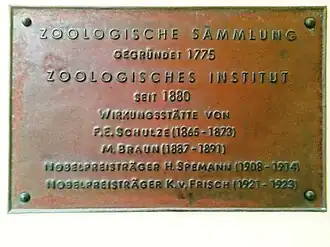 ZOOLOGISCHE SAMMLUNG
GEGRÜNDET 1775
ZOOLOGISCHES INSTITUT
SEIT 1880
WIRKUNGSSTÄTTE VON
F.E. SCHULZE (1865-1873)
M. BRAUN (1887-1891)
NOBELPREISTRÄGER H. SPEMANN (1908-1914)
NOBELPREISTRÄGER K.V. FRISCH (1921-1923)